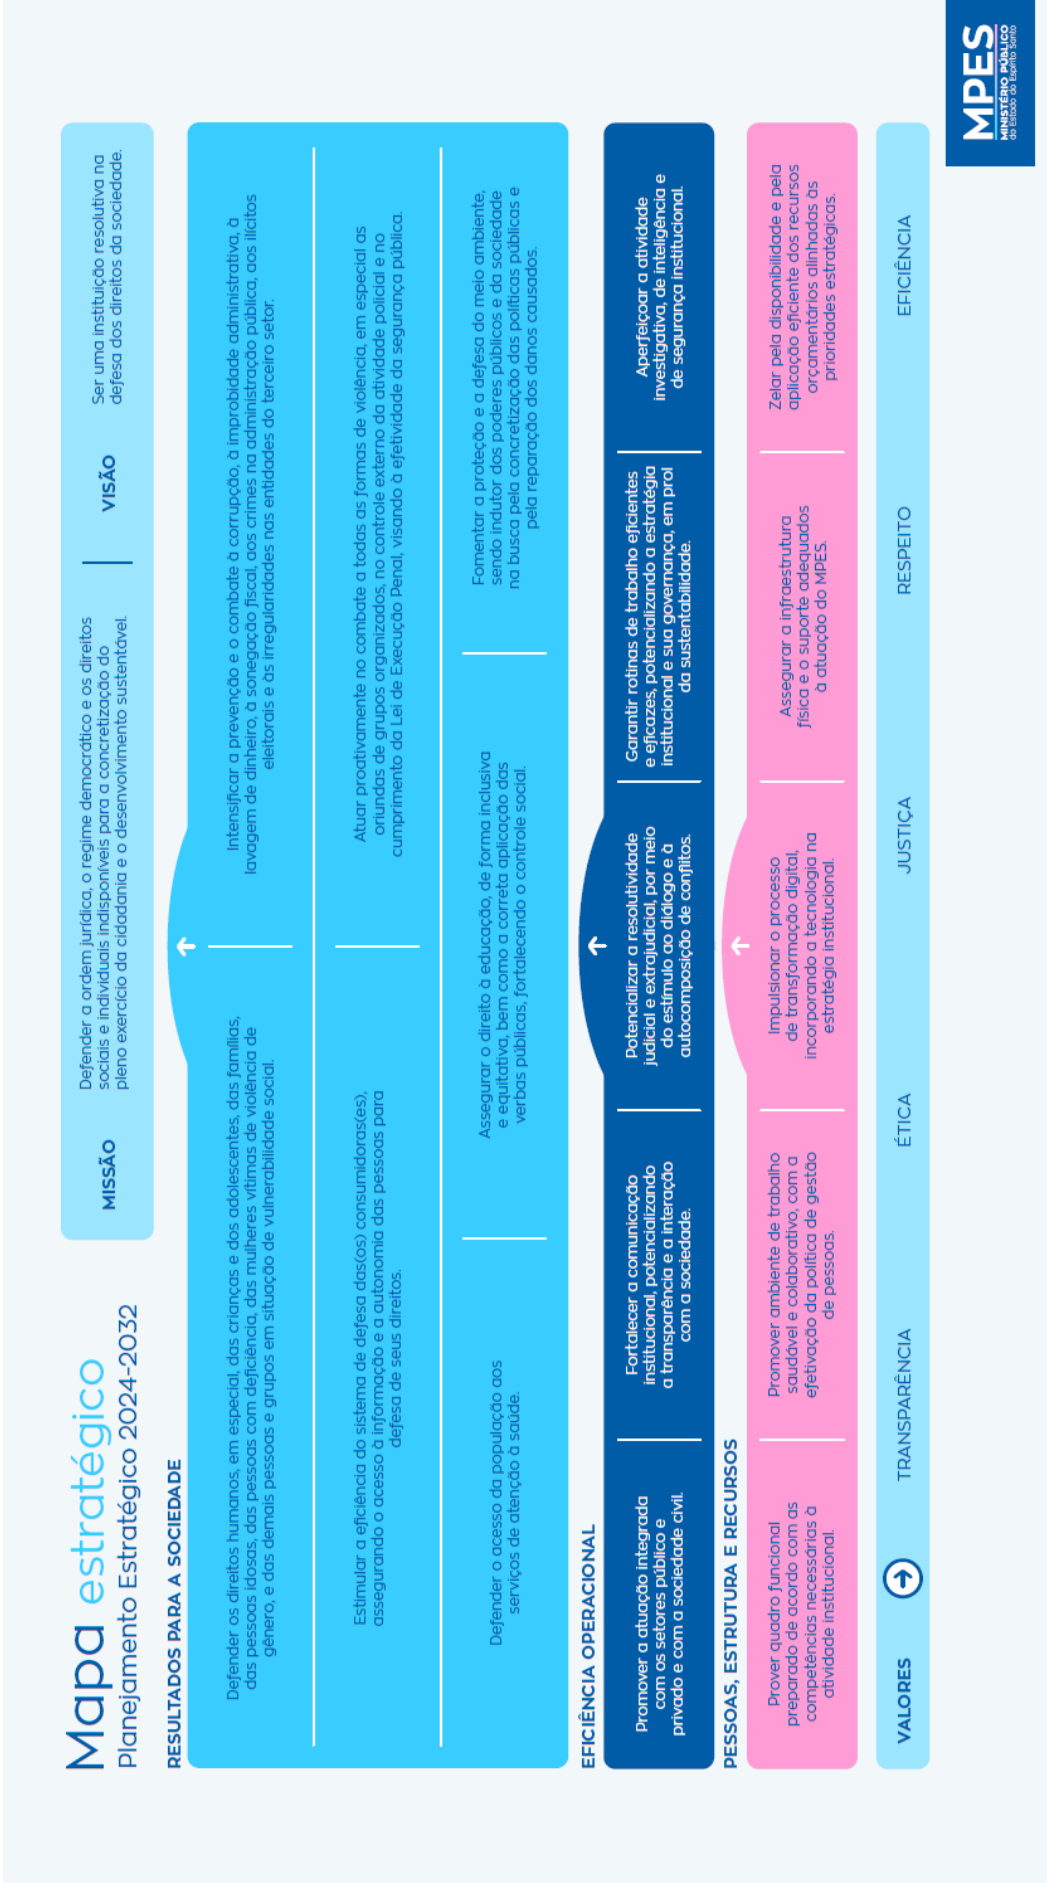 Mapa estratégico
Planejamento Estratégico 2024-2032
MISSÃO
Defender a ordem jurídica, o regime democrático e os direitos
sociais e individuais indisponíveis para a concretização do
pleno exercício da cidadania e o desenvolvimento sustentável.
VISÃO
Ser uma instituição resolutiva na
defesa dos direitos da sociedade.
RESULTADOS PARA A SOCIEDADE
Defender os direitos humanos, em especial, das crianças e dos adolescentes, das famílias,
das pessoas idosas, das pessoas com deficiência, das mulheres vítimas de violência de
gênero, e das demais pessoas e grupos em situação de vulnerabilidade social.
Intensificar a prevenção e o combate à corrupção, à improbidade administrativa, à
lavagem de dinheiro, à sonegação fiscal, aos crimes na administração pública, aos ilícitos
eleitorais e às irregularidades nas entidades do terceiro setor.
Estimular a eficiência do sistema de defesa das(os) consumidoras(es),
assegurando o acesso à informação e a autonomia das pessoas para
defesa de seus direitos.
Atuar proativamente no combate a todas as formas de violência, em especial as
oriundas de grupos organizados, no controle externo da atividade policial e no
cumprimento da Lei de Execução Penal, visando à efetividade da segurança pública.
Defender o acesso da população aos
serviços de atenção à saúde.
Assegurar o direito à educação, de forma inclusiva
e equitativa, bem como a correta aplicação das
verbas públicas, fortalecendo o controle social.
Fomentar a proteção e a defesa do meio ambiente,
sendo indutor dos poderes públicos e da sociedade
na busca pela concretização das políticas públicas e
pela reparação dos danos causados.
EFICIÊNCIA OPERACIONAL
Promover a atuação integrada
com os setores público e
privado e com a sociedade civil.
Fortalecer a comunicação
institucional, potencializando
a transparência e a interação
com a sociedade.
Potencializar a resolutividade
judicial e extrajudicial, por meio
do estímulo ao diálogo e à
autocomposição de conflitos.
Garantir rotinas de trabalho eficientes
e eficazes, potencializando a estratégia
institucional e sua governança, em prol
da sustentabilidade.
Aperfeiçoar a atividade
investigativa, de inteligência e
de segurança institucional.
PESSOAS, ESTRUTURA E RECURSOS
Prover quadro funcional
preparado de acordo com as
competências necessárias à
atividade institucional.
Promover ambiente de trabalho
saudável e colaborativo, com a
efetivação da política de gestão
de pessoas.
Impulsionar o processo
de transformação digital,
incorporando a tecnologia na
estratégia institucional.
Assegurar a infraestrutura
física e o suporte adequados
à atuação do MPES.
Zelar pela disponibilidade e pela
aplicação eficiente dos recursos
orçamentários alinhadas às
prioridades estratégicas.
VALORES
TRANSPARÊNCIA
ÉTICA
JUSTIÇA
RESPEITO
EFICIÊNCIA
MPES
MINISTÉRIO PÚBLICO
do Estado do Espírito Santo